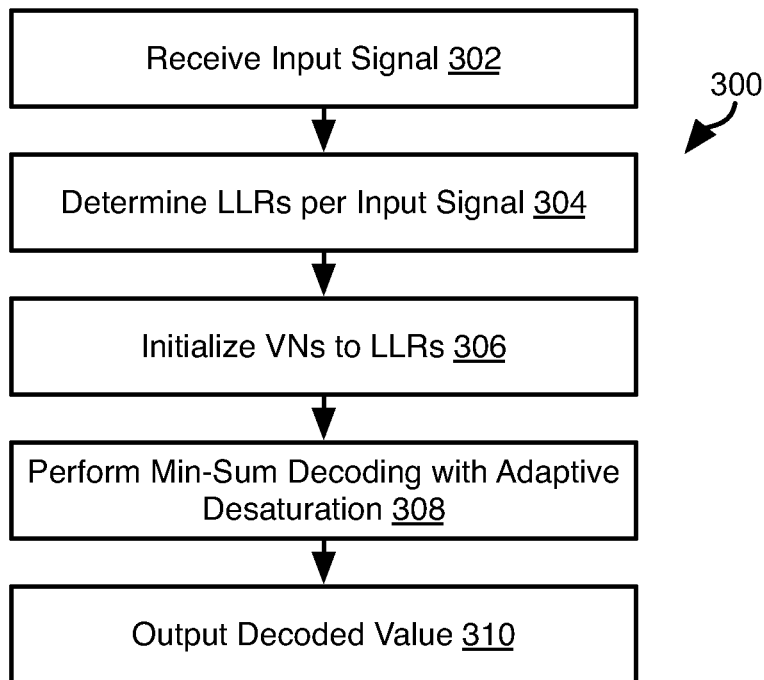 Receive Input Signal 302
300
Determine LLRs per Input Signal 304
Initialize VNs to LLRs 306
Perform Min-Sum Decoding with Adaptive
Desaturation 308
Output Decoded Value 310